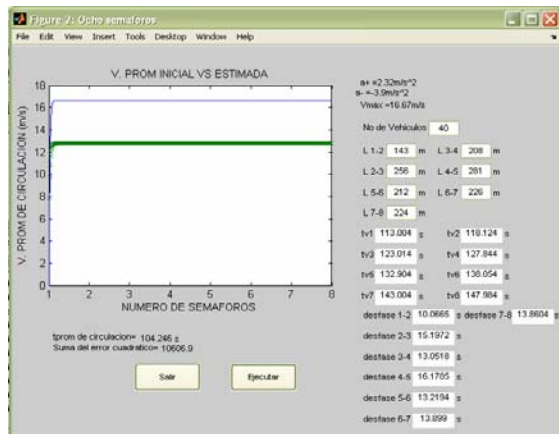 Figure 2: Ocho semaforos
File Edit View Insert Tools Desktop Window Help
V. PROM INICIAL VS ESTIMADA
V. PROM DE CIRCULACION (m/s)
18
16
14
12
10
8
6
4
2
0
1 2 3 4 5 6 7 8
NUMERO DE SEMAFOROS
tprom de circulacion= 104.246 s
Suma del error cuadratico= 10606.9
Salir Ejecutar
a+ =2.32m/s^2
a- =-3.9m/s^2
Vmax =16.67m/s
No de Vehiculos 40
L 1-2 143 m L 3-4 208 m
L 2-3 256 m L 4-5 281 m
L 5-6 212 m L 6-7 226 m
L 7-8 224 m
tv1 113.004 s tv2 118.124 s
tv3 123.014 s tv4 127.844 s
tv5 132.904 s tv6 138.054 s
tv7 143.004 s tv8 147.984 s
desfase 1-2 10.0665 s desfase 7-8 13.8604 s
desfase 2-3 15.1972 s
desfase 3-4 13.0518 s
desfase 4-5 16.1785 s
desfase 5-6 13.2194 s
desfase 6-7 13.899 s